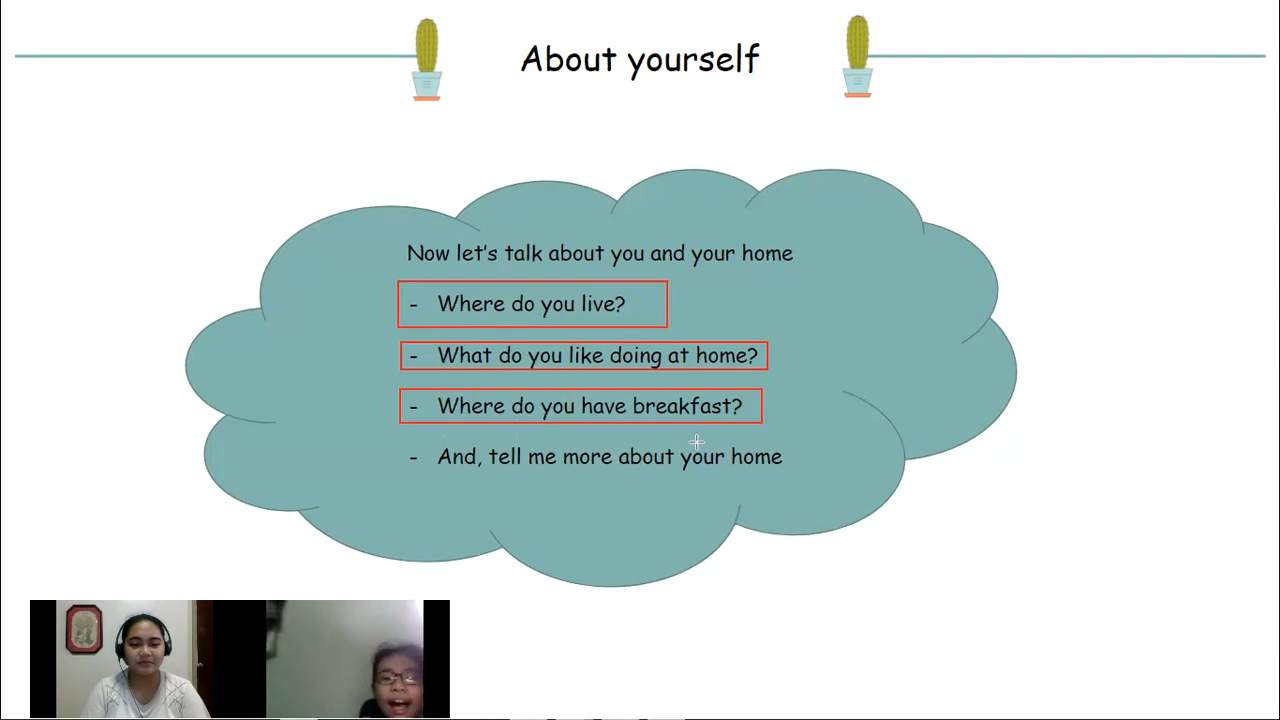 About yourself
Now let's talk about you and your home
- Where do you live?
- What do you like doing at home?
- Where do you have breakfast?
- And, tell me more about your home